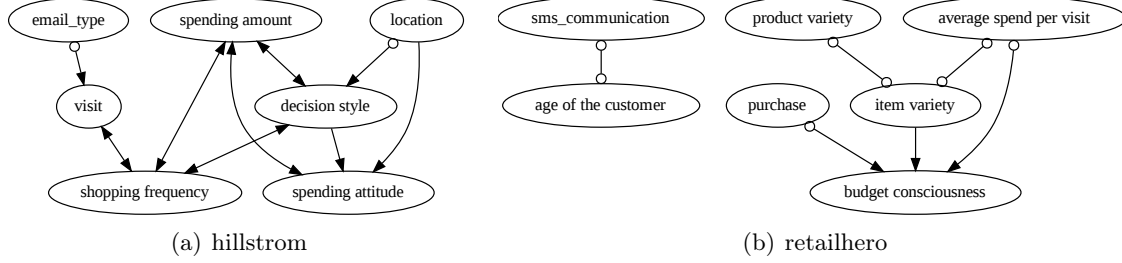 email_type
spending amount
location
visit
decision style
shopping frequency
spending attitude
(a) hillstrom
sms_communication
product variety
average spend per visit
age of the customer
purchase
item variety
budget consciousness
(b) retailhero